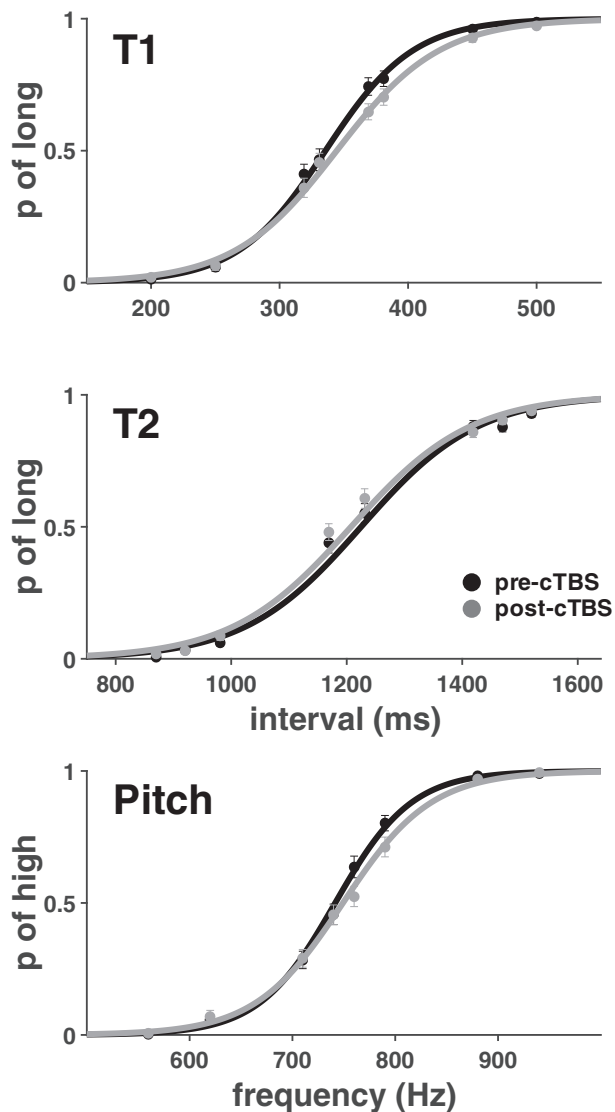 T1
p of long
1
0.5
0
200 300 400 500
T2
p of long
1
0.5
0
pre-cTBS
post-cTBS
800 1000 1200 1400 1600
interval (ms)
Pitch
p of high
1
0.5
0
600 700 800 900
frequency (Hz)